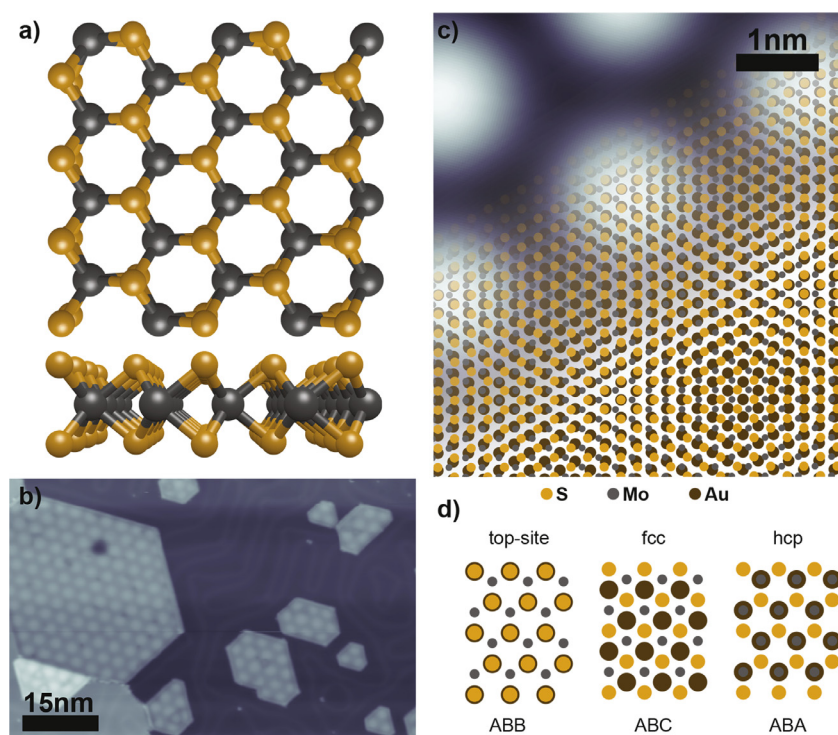 a)
c)
1nm
b)
15nm
S Mo Au
d)
top-site fcc hcp
ABB ABC ABA